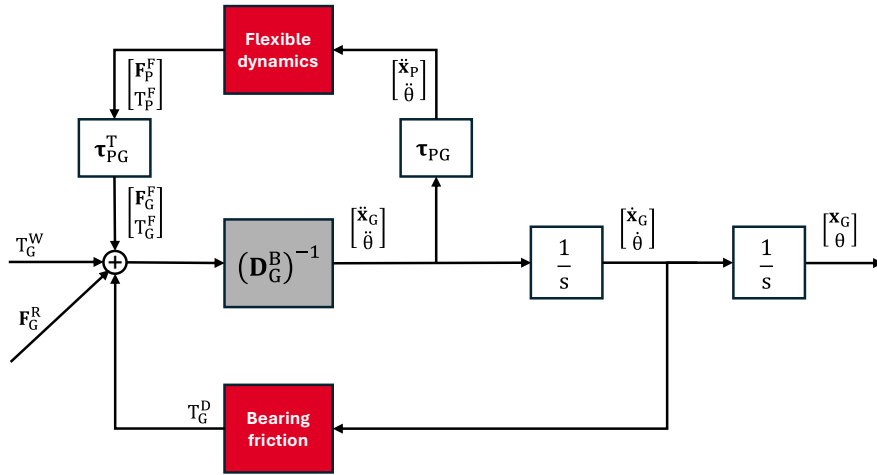 Flexible
dynamics
[𝐅_P^F
T_P^F]
[𝐱̈_P
θ̈]
𝛕_PG^T
𝛕_PG
[𝐅_G^F
T_G^F]
T_G^W
+
(𝐃_G^B)^−1
[𝐱̈_G
θ̈]
1
s
[𝐱̇_G
θ̇]
1
s
[𝐱_G
θ]
𝐅_G^R
T_G^D
Bearing
friction